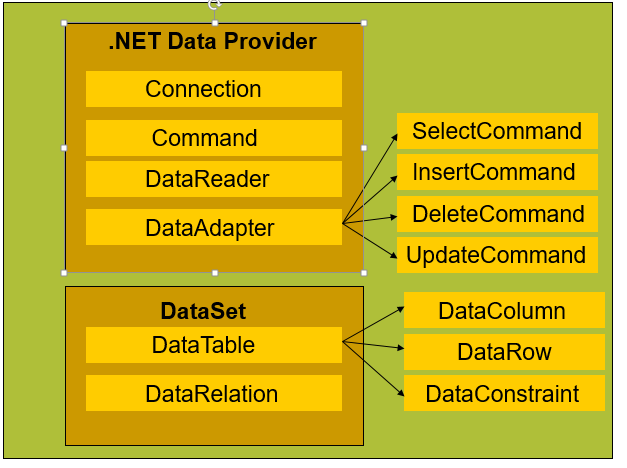 .NET Data Provider
Connection
Command
DataReader
DataAdapter
SelectCommand
InsertCommand
DeleteCommand
UpdateCommand
DataSet
DataTable
DataRelation
DataColumn
DataRow
DataConstraint